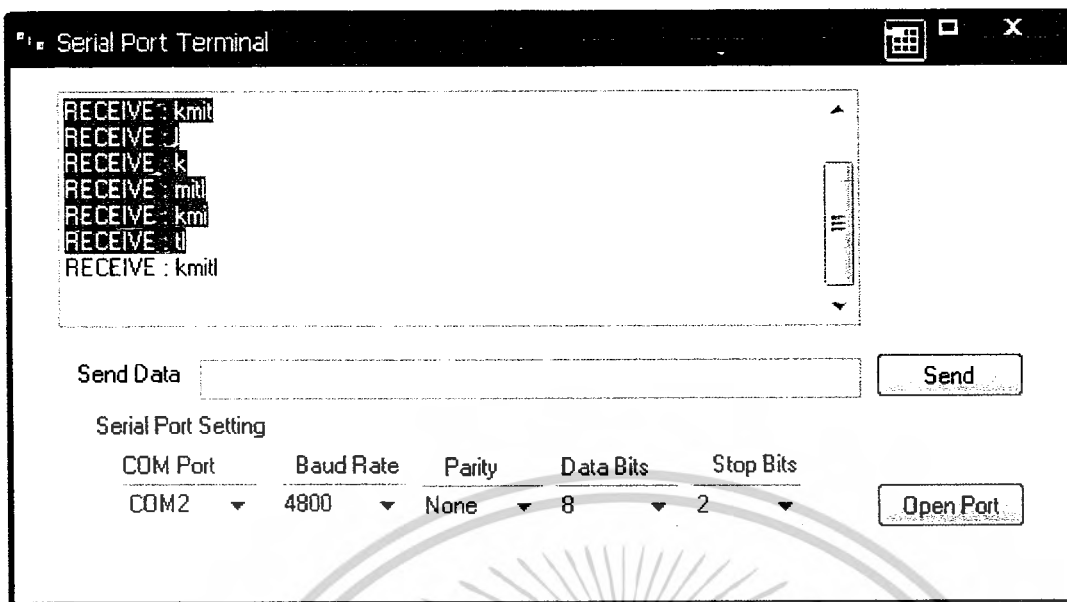 Serial Port Terminal
RECEIVE : kmit
RECEIVE : l
RECEIVE : k
RECEIVE : mitl
RECEIVE : kmi
RECEIVE : tl
RECEIVE : kmitl
Send Data
Send
Serial Port Setting
COM Port Baud Rate Parity Data Bits Stop Bits
COM2 4800 None 8 2
Open Port